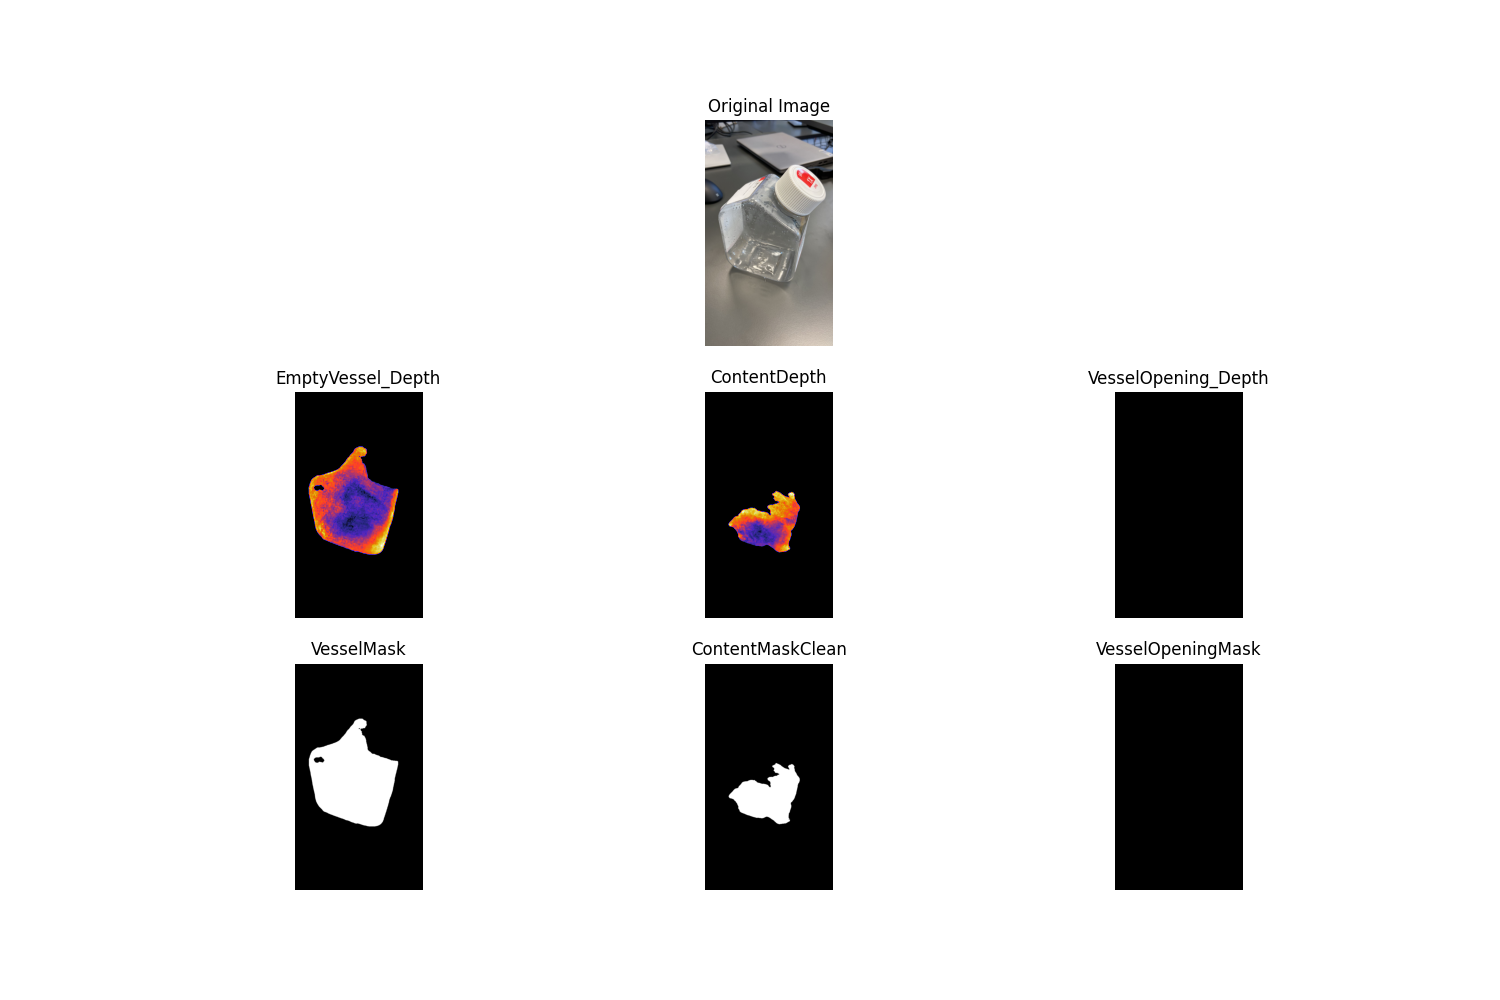 Original Image
EmptyVessel_Depth
ContentDepth
VesselOpening_Depth
VesselMask
ContentMaskClean
VesselOpeningMask